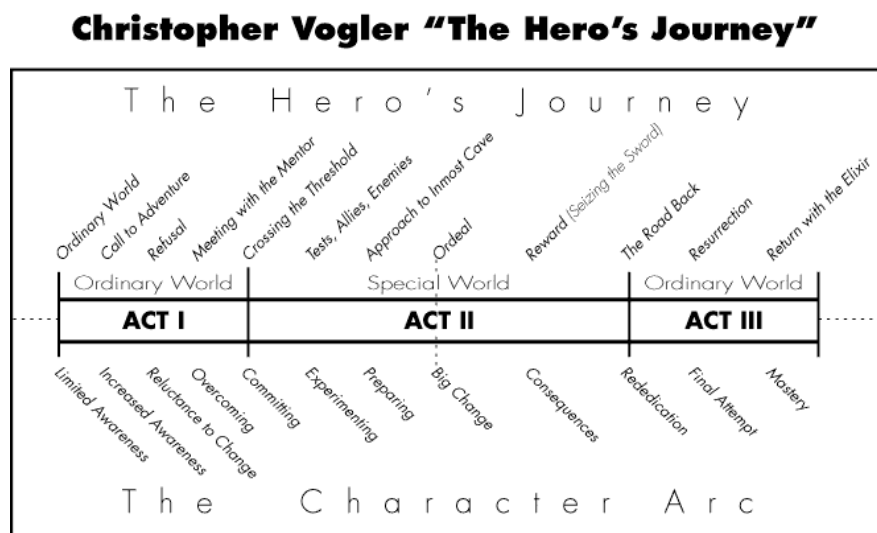 Christopher Vogler “The Hero’s Journey”
The Hero’s Journey
Ordinary World
Call to Adventure
Refusal
Meeting with the Mentor
Crossing the Threshold
Tests, Allies, Enemies
Approach to Inmost Cave
Ordeal
Reward (Seizing the Sword)
The Road Back
Resurrection
Return with the Elixir
Ordinary World
Special World
Ordinary World
ACT I
ACT II
ACT III
Limited Awareness
Increased Awareness
Reluctance to Change
Overcoming
Committing
Experimenting
Preparing
Big Change
Consequences
Rededication
Final Attempt
Mastery
The Character Arc